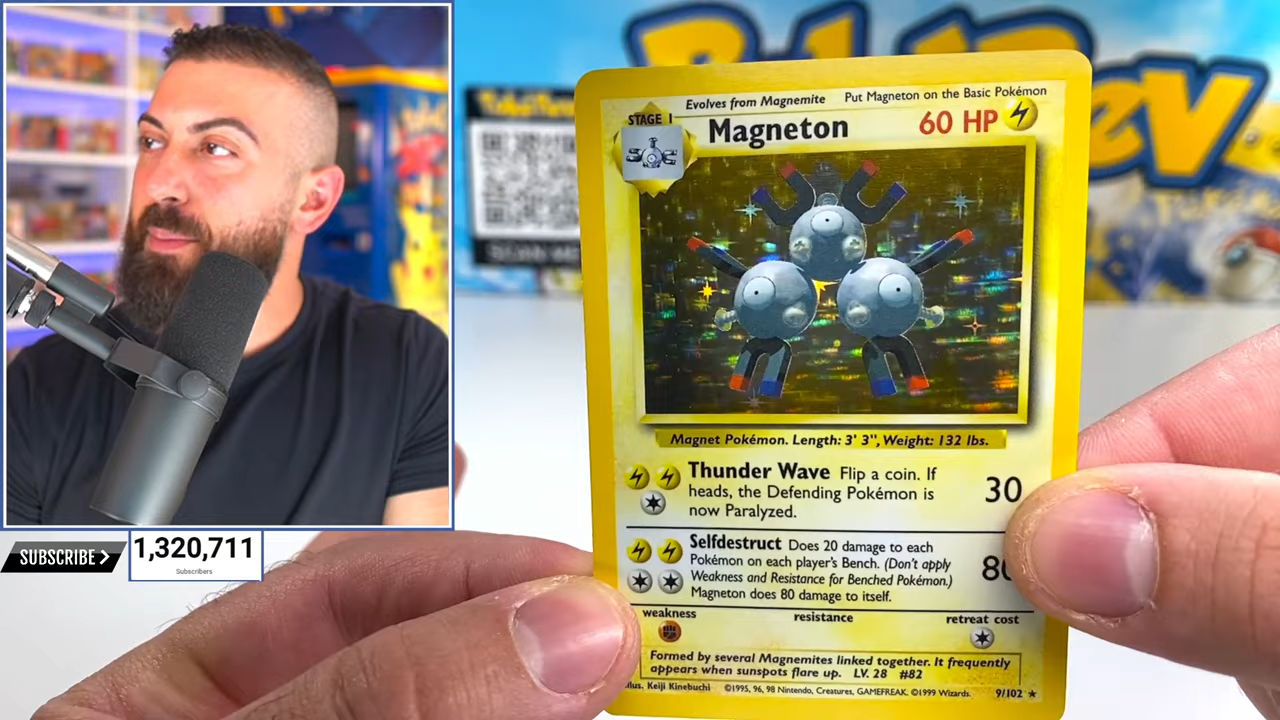 Evolves from Magnemite Put Magneton on the Basic Pokémon
STAGE 1
Magneton 60 HP
Magnet Pokémon. Length: 3' 3", Weight: 132 lbs.
Thunder Wave Flip a coin. If
heads, the Defending Pokémon is
now Paralyzed.
30
Selfdestruct Does 20 damage to each
Pokémon on each player's Bench. (Don't apply
Weakness and Resistance for Benched Pokémon.)
Magneton does 80 damage to itself.
80
weakness resistance retreat cost
Formed by several Magnemites linked together. It frequently
appears when sunspots flare up. LV. 28 #82
Illus. Keiji Kinebuchi ©1995, 96, 98 Nintendo, Creatures, GAMEFREAK. ©1999 Wizards. 9/102 ★
SCAN ME
SUBSCRIBE >
1,320,711
Subscribers